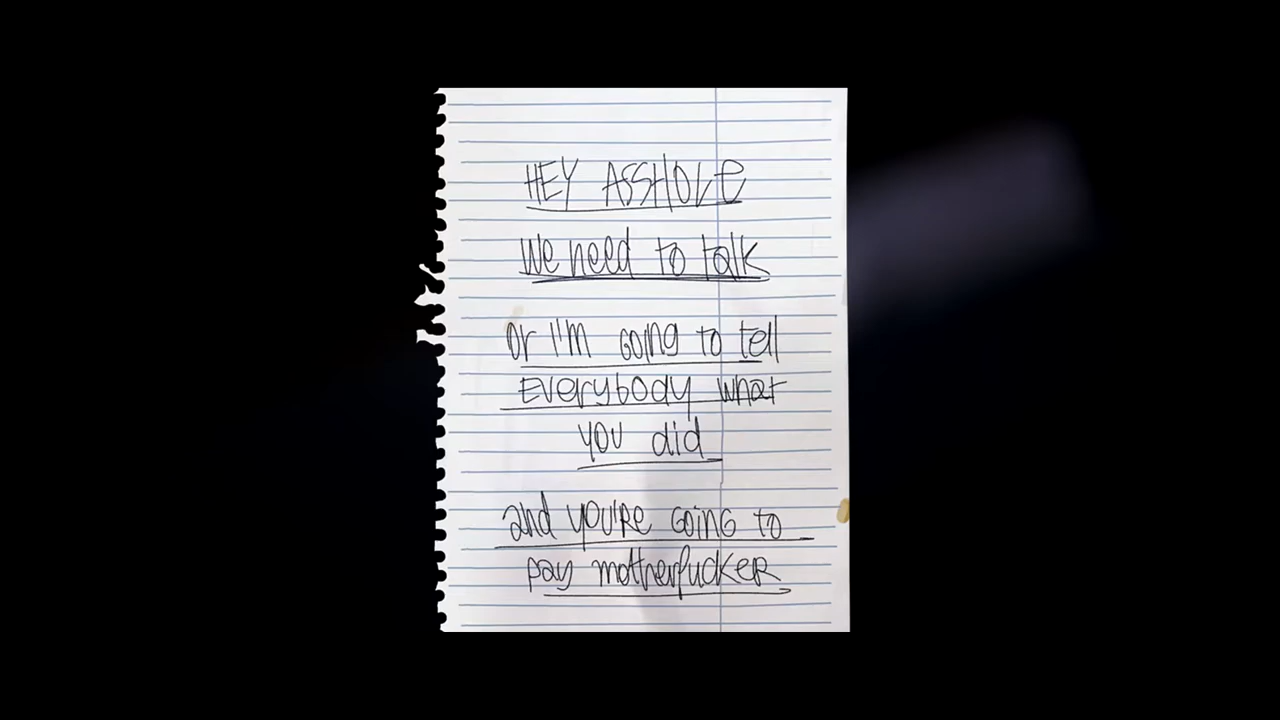 HEY ASSHOLE
We need to talk
Or I'm GOING to tell
EVerybody what
YOU did
and you're GOING to
pay motherfuckeR